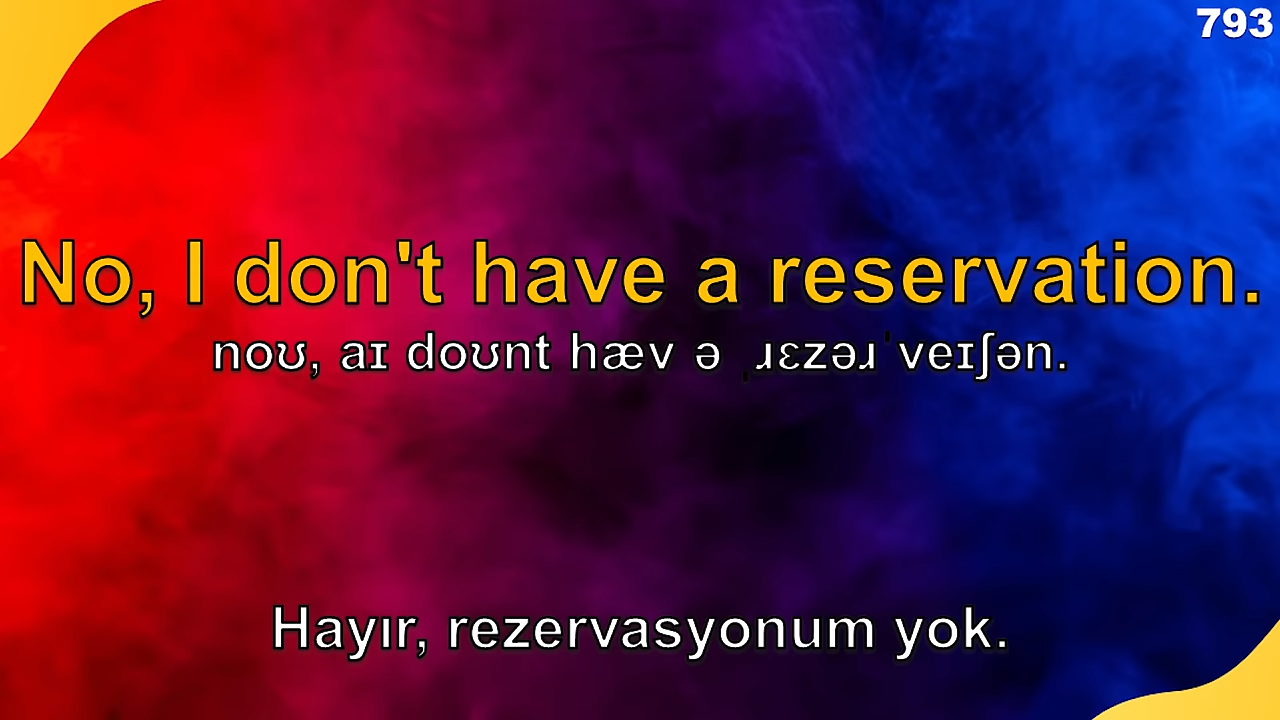 793
No, I don't have a reservation.
noʊ, aɪ doʊnt hæv ə ˌɹɛzəɹˈveɪʃən.
Hayır, rezervasyonum yok.